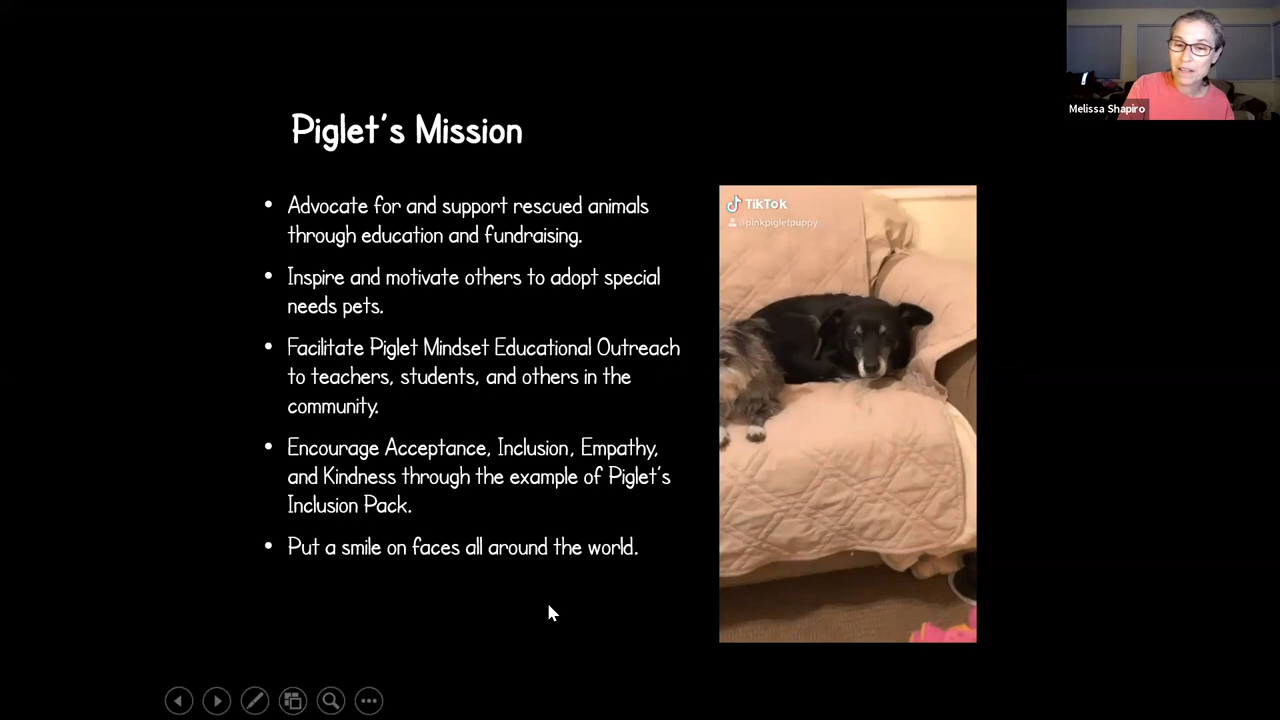 Melissa Shapiro
Piglet's Mission
• Advocate for and support rescued animals
through education and fundraising.
• Inspire and motivate others to adopt special
needs pets.
• Facilitate Piglet Mindset Educational Outreach
to teachers, students, and others in the
community.
• Encourage Acceptance, Inclusion, Empathy,
and Kindness through the example of Piglet's
Inclusion Pack.
• Put a smile on faces all around the world.
TikTok
@pinkpigletpuppy